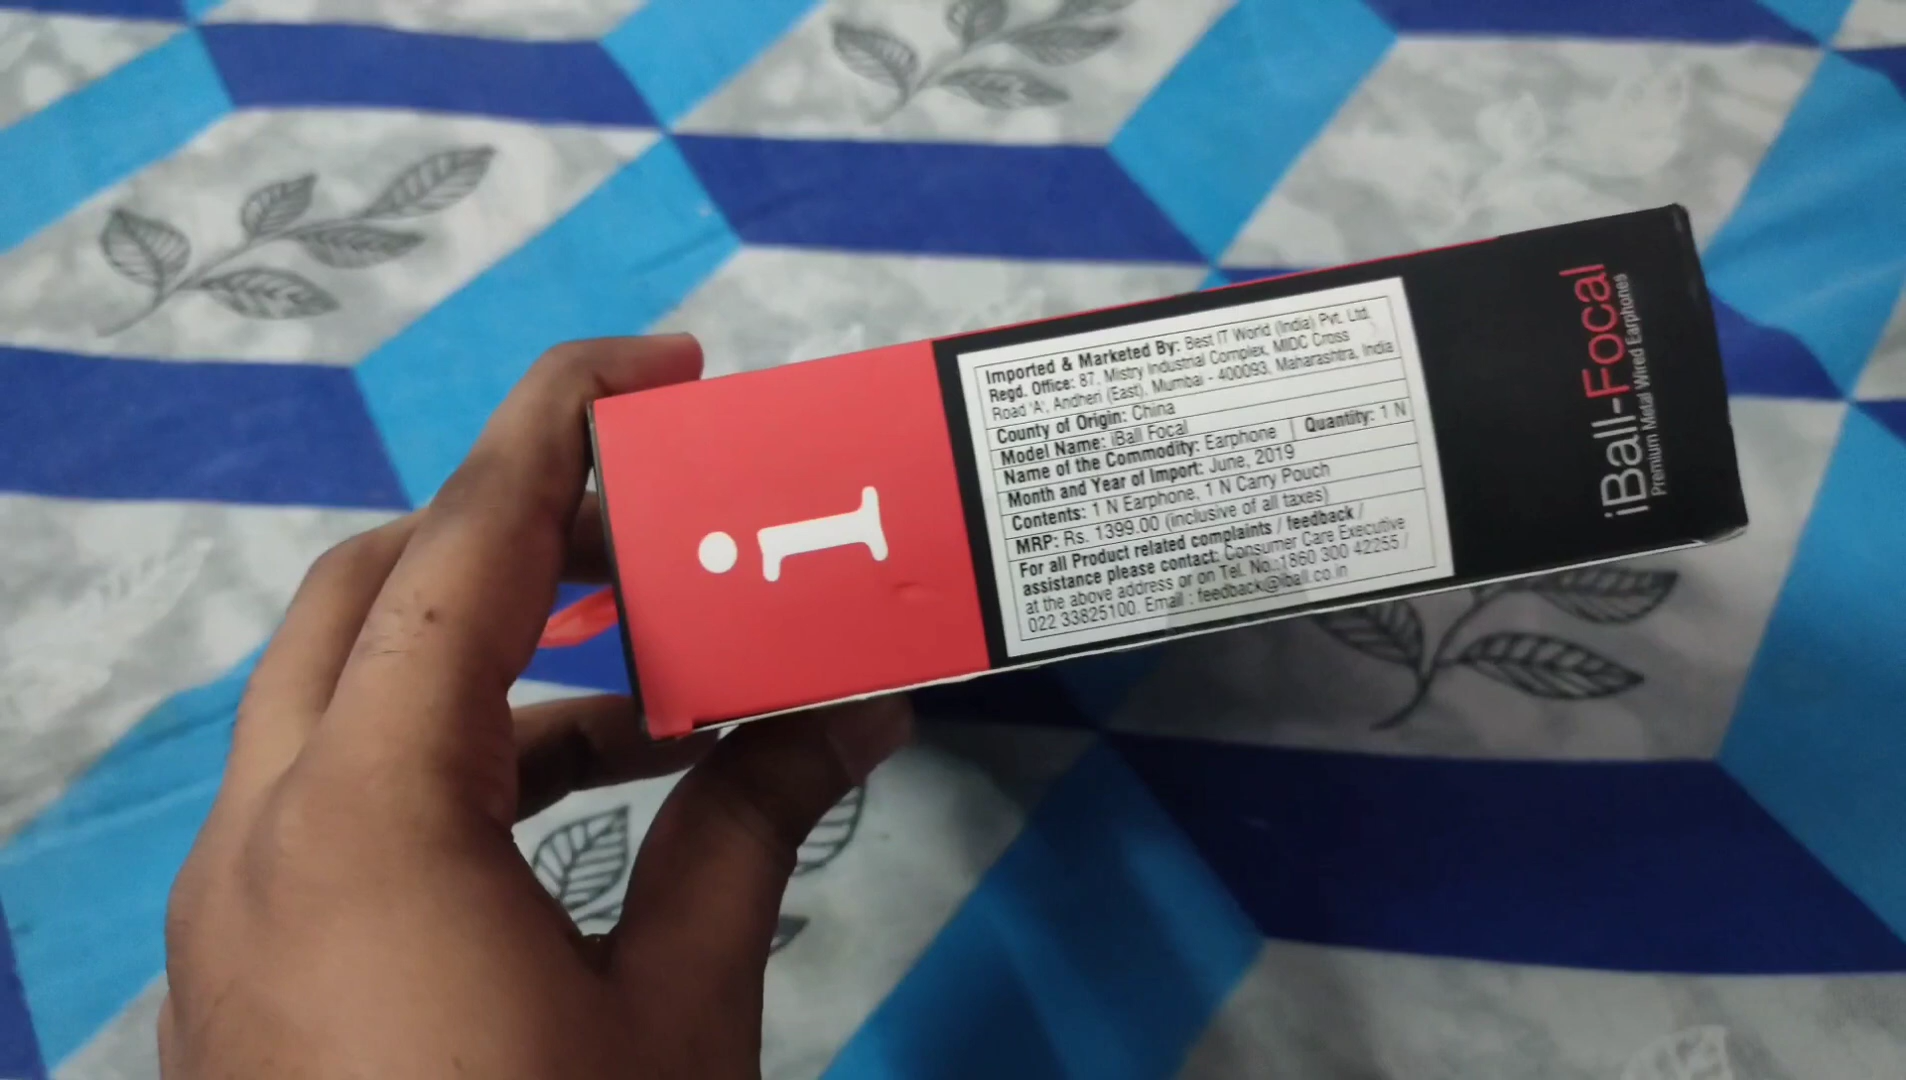 i
Imported & Marketed By: Best IT World (India) Pvt. Ltd.
Regd. Office: 87, Mistry Industrial Complex, MIDC Cross
Road 'A', Andheri (East), Mumbai - 400093, Maharashtra, India
County of Origin: China
Model Name: iBall Focal
Name of the Commodity: Earphone | Quantity: 1 N
Month and Year of Import: June, 2019
Contents: 1 N Earphone, 1 N Carry Pouch
MRP: Rs. 1399.00 (inclusive of all taxes)
For all Product related complaints / feedback /
assistance please contact: Consumer Care Executive
at the above address or on Tel. No.:1860 300 42255 /
022 33825100. Email : feedback@iball.co.in
iBall-Focal
Premium Metal Wired Earphones